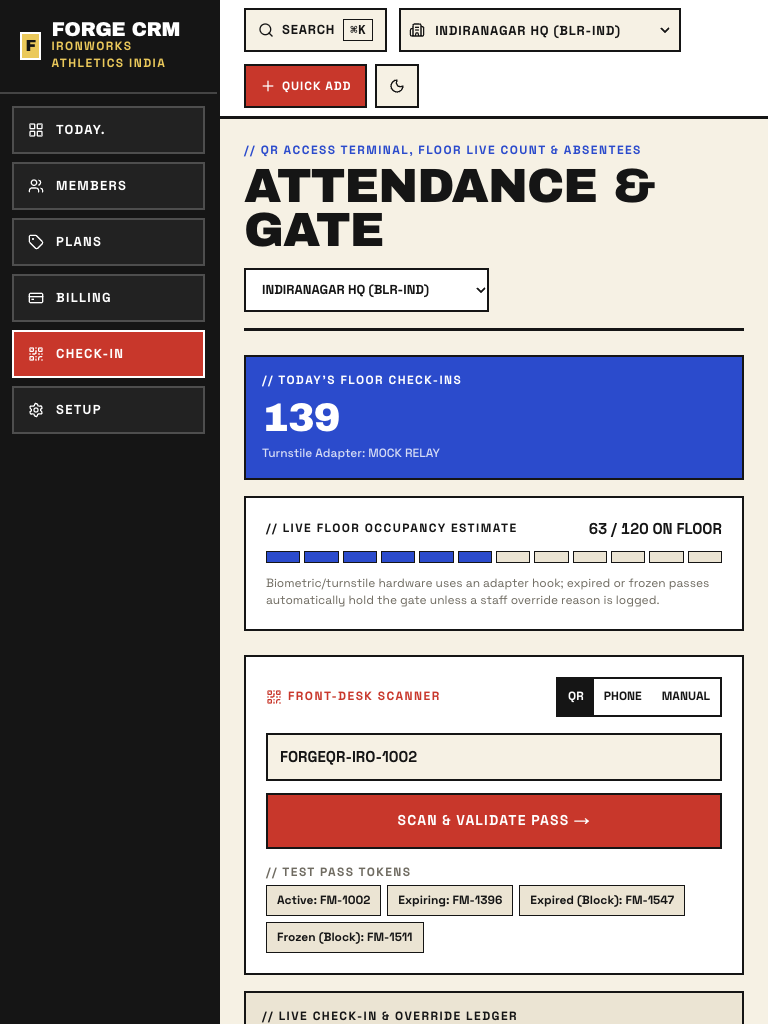 F
FORGE CRM
IRONWORKS
ATHLETICS INDIA
TODAY.
MEMBERS
PLANS
BILLING
CHECK-IN
SETUP
SEARCH ⌘K
INDIRANAGAR HQ (BLR-IND)
QUICK ADD
// QR ACCESS TERMINAL, FLOOR LIVE COUNT & ABSENTEES
ATTENDANCE &
GATE
INDIRANAGAR HQ (BLR-IND)
// TODAY'S FLOOR CHECK-INS
139
Turnstile Adapter: MOCK RELAY
// LIVE FLOOR OCCUPANCY ESTIMATE
63 / 120 ON FLOOR
Biometric/turnstile hardware uses an adapter hook; expired or frozen passes
automatically hold the gate unless a staff override reason is logged.
FRONT-DESK SCANNER
QR PHONE MANUAL
FORGEQR-IRO-1002
SCAN & VALIDATE PASS →
// TEST PASS TOKENS
Active: FM-1002 Expiring: FM-1396 Expired (Block): FM-1547
Frozen (Block): FM-1511
// LIVE CHECK-IN & OVERRIDE LEDGER